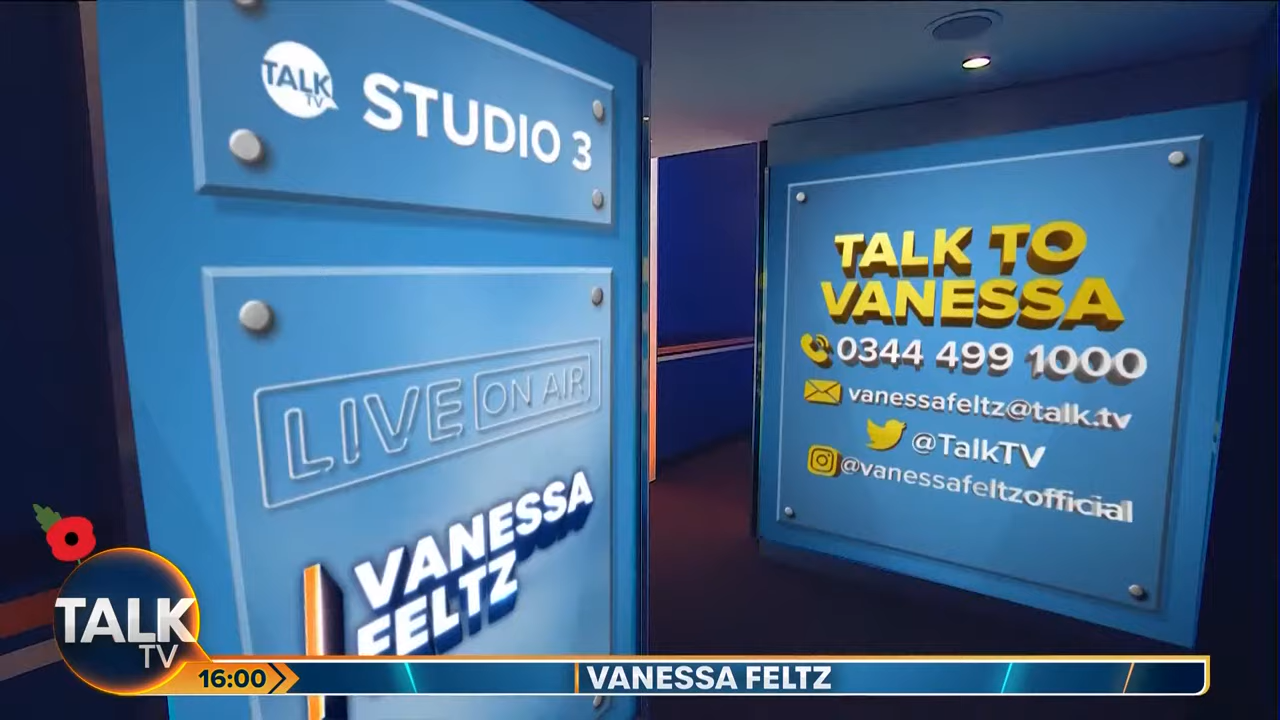 TALK
TV
STUDIO 3
LIVE ON AIR
VANESSA
FELTZ
TALK TO
VANESSA
0344 499 1000
vanessafeltz@talk.tv
@TalkTV
@vanessafeltzofficial
TALK
TV
16:00
VANESSA FELTZ